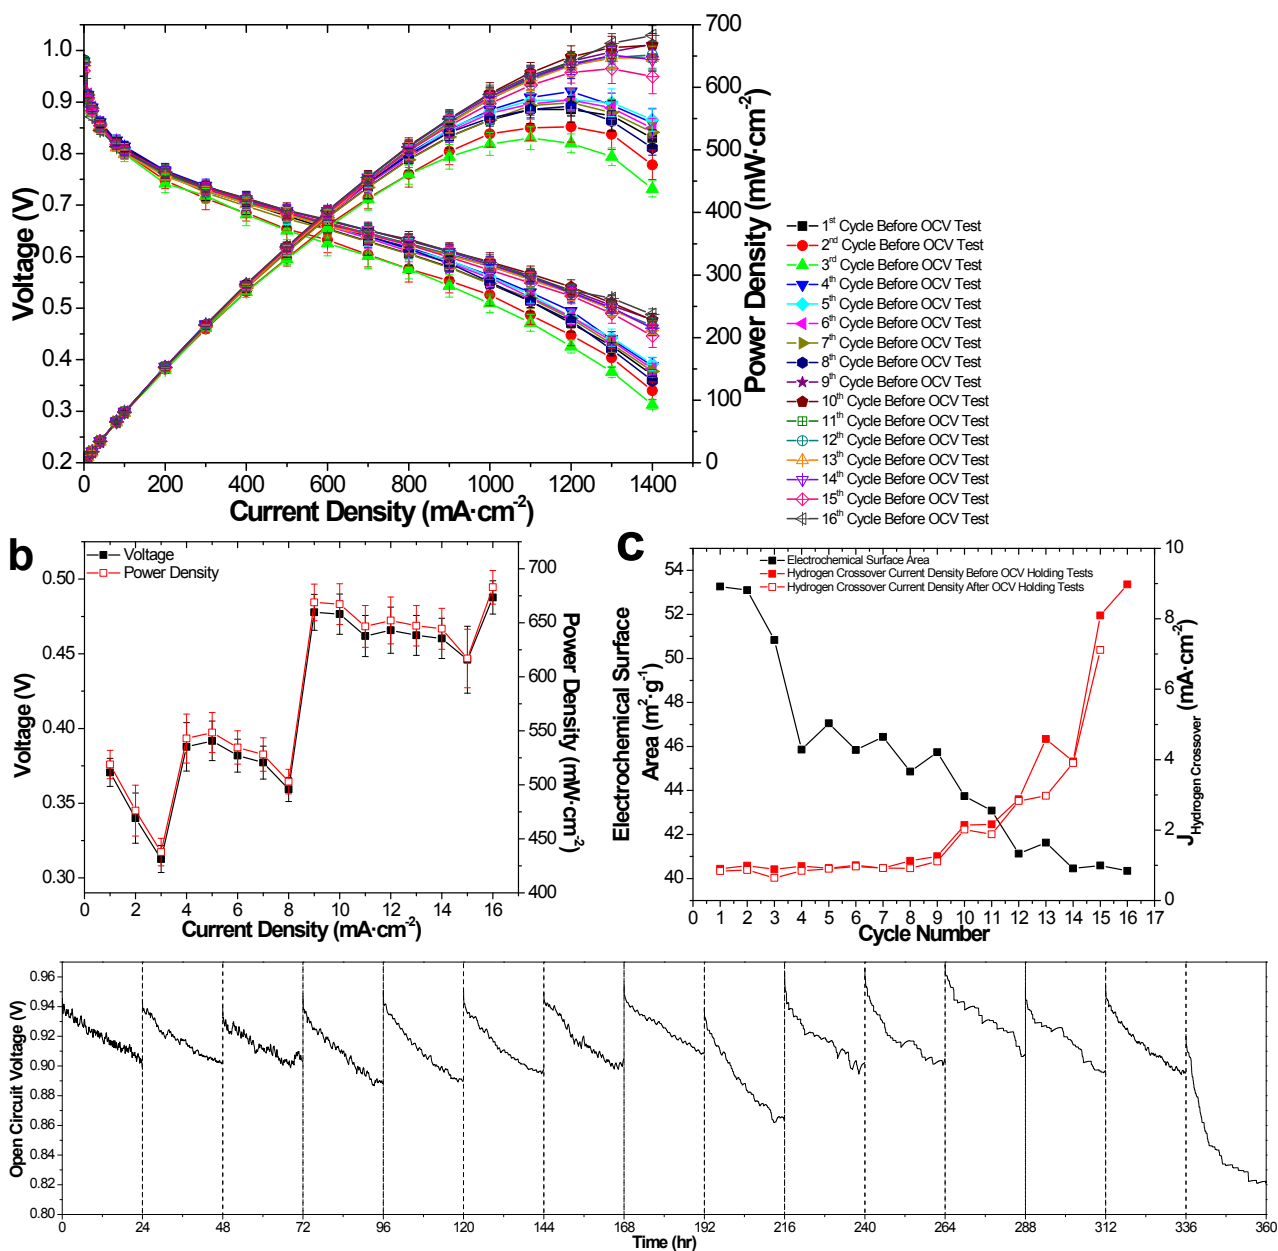 1.0
0.9
0.8
0.7
0.6
0.5
0.4
0.3
0.2
Voltage (V)
0
200
400
600
800
1000
1200
1400
Current Density (mA·cm-2)
700
600
500
400
300
200
100
0
Power Density (mW·cm-2)
1st Cycle Before OCV Test
2nd Cycle Before OCV Test
3rd Cycle Before OCV Test
4th Cycle Before OCV Test
5th Cycle Before OCV Test
6th Cycle Before OCV Test
7th Cycle Before OCV Test
8th Cycle Before OCV Test
9th Cycle Before OCV Test
10th Cycle Before OCV Test
11th Cycle Before OCV Test
12th Cycle Before OCV Test
13th Cycle Before OCV Test
14th Cycle Before OCV Test
15th Cycle Before OCV Test
16th Cycle Before OCV Test
b
Voltage
Power Density
0.50
0.45
0.40
0.35
0.30
Voltage (V)
0
2
4
6
8
10
12
14
16
Current Density (mA·cm-2)
700
650
600
550
500
450
400
Power Density (mW·cm-2)
c
Electrochemical Surface Area
Hydrogen Crossover Current Density Before OCV Holding Tests
Hydrogen Crossover Current Density After OCV Holding Tests
54
52
50
48
46
44
42
40
Electrochemical Surface
Area (m2·g-1)
0
1
2
3
4
5
6
7
8
9
10
11
12
13
14
15
16
17
Cycle Number
10
8
6
4
2
0
JHydrogen Crossover (mA·cm-2)
0.96
0.94
0.92
0.90
0.88
0.86
0.84
0.82
0.80
Open Circuit Voltage (V)
0
24
48
72
96
120
144
168
192
216
240
264
288
312
336
360
Time (hr)